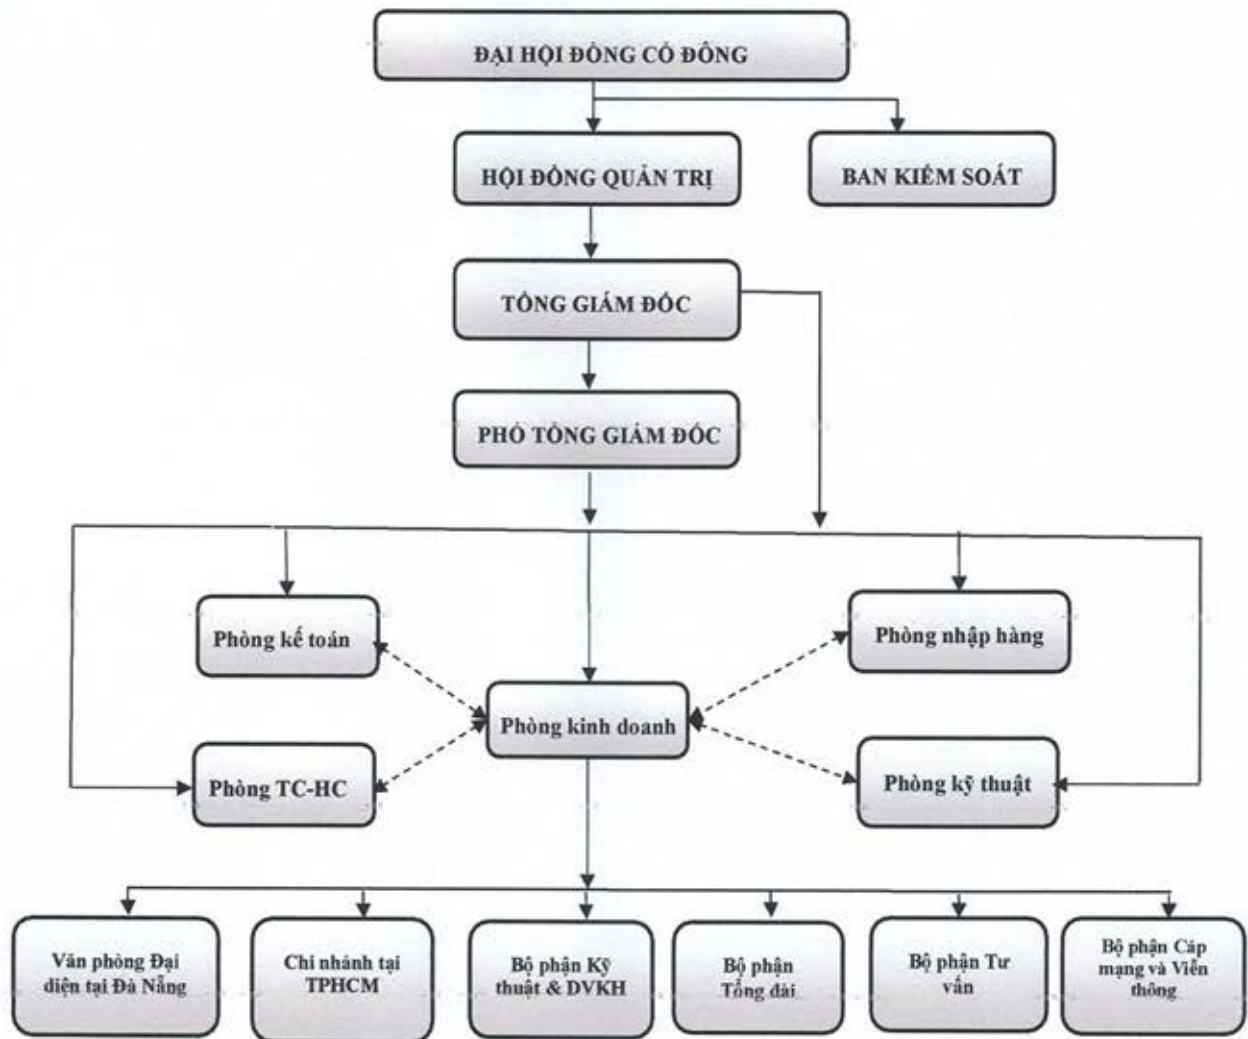 ĐẠI HỘI ĐỒNG CỔ ĐÔNG
HỘI ĐỒNG QUẢN TRỊ
BAN KIỂM SOÁT
TỔNG GIÁM ĐỐC
PHÓ TỔNG GIÁM ĐỐC
Phòng kế toán
Phòng nhập hàng
Phòng kinh doanh
Phòng TC-HC
Phòng kỹ thuật
Văn phòng Đại
diện tại Đà Nẵng
Chi nhánh tại
TPHCM
Bộ phận Kỹ
thuật & DVKH
Bộ phận
Tổng đài
Bộ phận Tư
vấn
Bộ phận Cáp
mạng và Viễn
thông